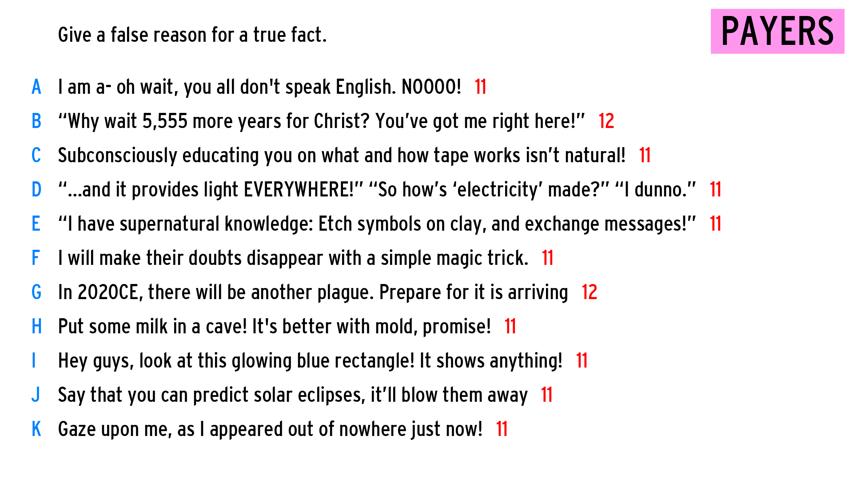 Give a false reason for a true fact.
PAYERS
A I am a- oh wait, you all don't speak English. NOOOO! 11
B “Why wait 5,555 more years for Christ? You’ve got me right here!” 12
C Subconsciously educating you on what and how tape works isn’t natural! 11
D “...and it provides light EVERYWHERE!” “So how’s ‘electricity’ made?” “I dunno.” 11
E “I have supernatural knowledge: Etch symbols on clay, and exchange messages!” 11
F I will make their doubts disappear with a simple magic trick. 11
G In 2020CE, there will be another plague. Prepare for it is arriving 12
H Put some milk in a cave! It's better with mold, promise! 11
I Hey guys, look at this glowing blue rectangle! It shows anything! 11
J Say that you can predict solar eclipses, it’ll blow them away 11
K Gaze upon me, as I appeared out of nowhere just now! 11